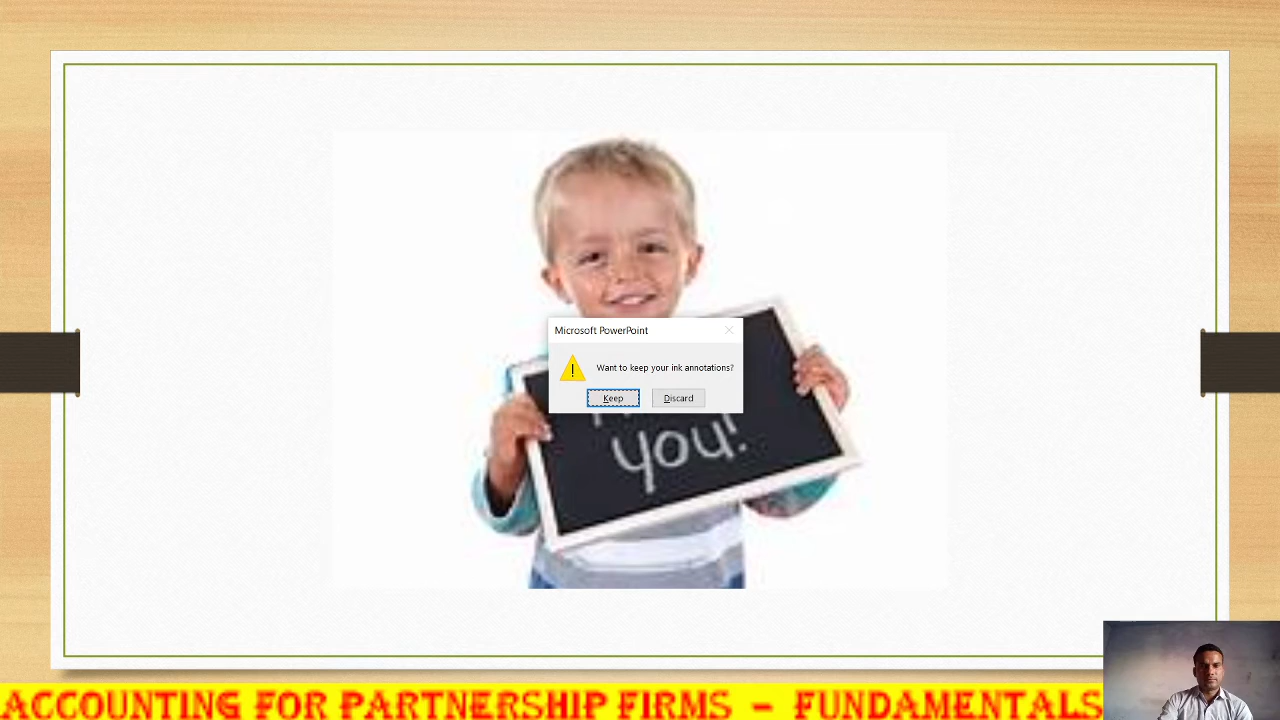 Microsoft PowerPoint
Want to keep your ink annotations?
Keep
Discard
you!
ACCOUNTING FOR PARTNERSHIP FIRMS – FUNDAMENTALS